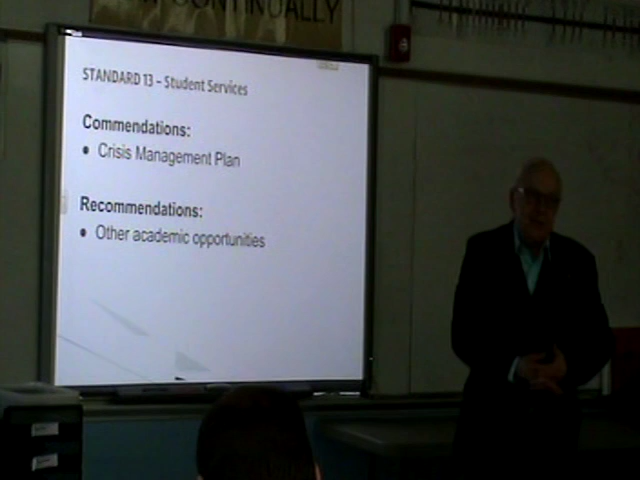 CONTINUALLY
STANDARD 13 – Student Services
Commendations:
• Crisis Management Plan
Recommendations:
• Other academic opportunities